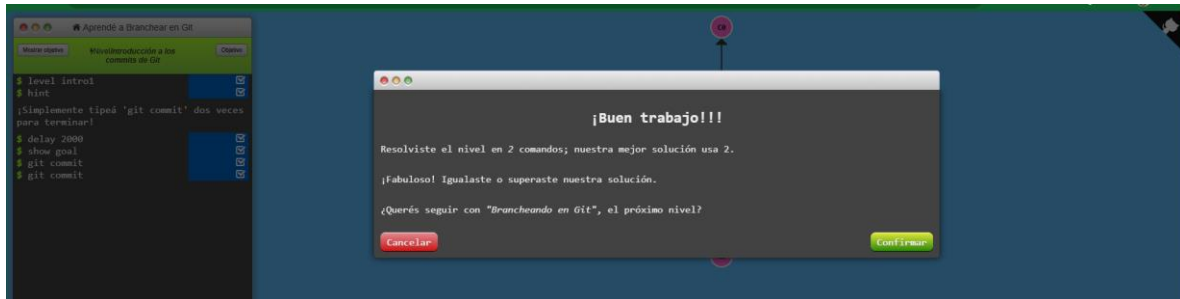 Aprendé a Branchear en Git
Mostrar objetivo
Nivel Introducción a los commits de Git
Objetivo
$ level intro1
$ hint
¡Simplemente tipeá 'git commit' dos veces
para terminar!
$ delay 2000
$ show goal
$ git commit
$ git commit
¡Buen trabajo!!!
Resolviste el nivel en 2 comandos; nuestra mejor solución usa 2.
¡Fabuloso! Igualaste o superaste nuestra solución.
¿Querés seguir con "Brancheando en Git", el próximo nivel?
Cancelar
Confirmar